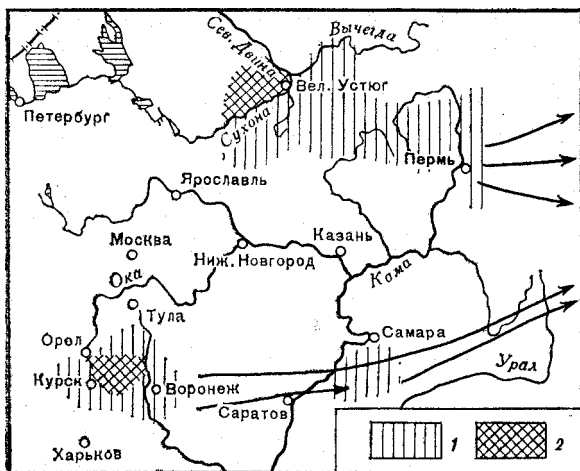 Сев. Двина
Вычегда
Вел. Устюг
Петербург
Сухона
Пермь
Ярославль
Москва
Казань
Ниж. Новгород
Кама
Ока
Тула
Орел
Самара
Курск
Воронеж
Урал
Саратов
Харьков
1
2